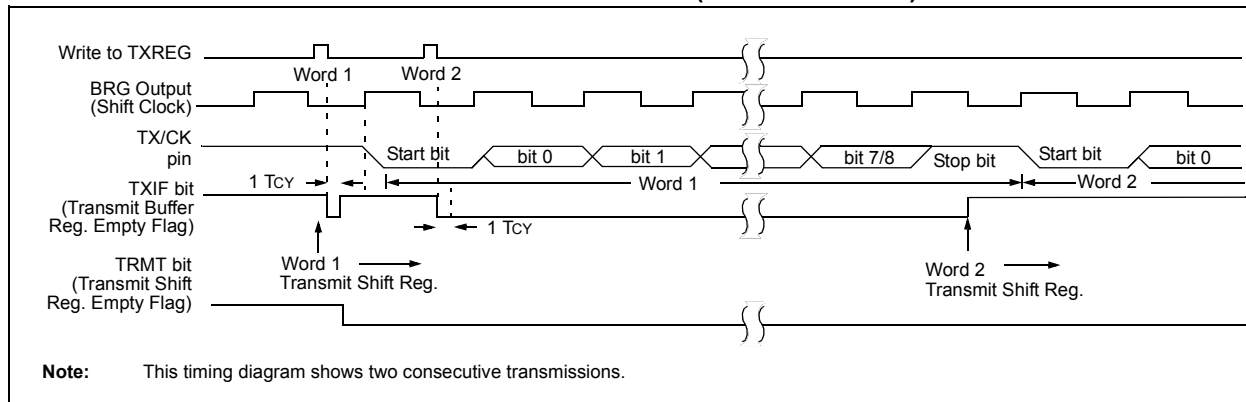 Write to TXREG
Word 1 Word 2
BRG Output
(Shift Clock)
TX/CK
pin
Start bit bit 0 bit 1 bit 7/8 Stop bit Start bit bit 0
1 TCY Word 1 Word 2
TXIF bit
(Transmit Buffer
Reg. Empty Flag)
1 TCY
Word 1
Transmit Shift Reg.
Word 2
Transmit Shift Reg.
TRMT bit
(Transmit Shift
Reg. Empty Flag)
Note: This timing diagram shows two consecutive transmissions.